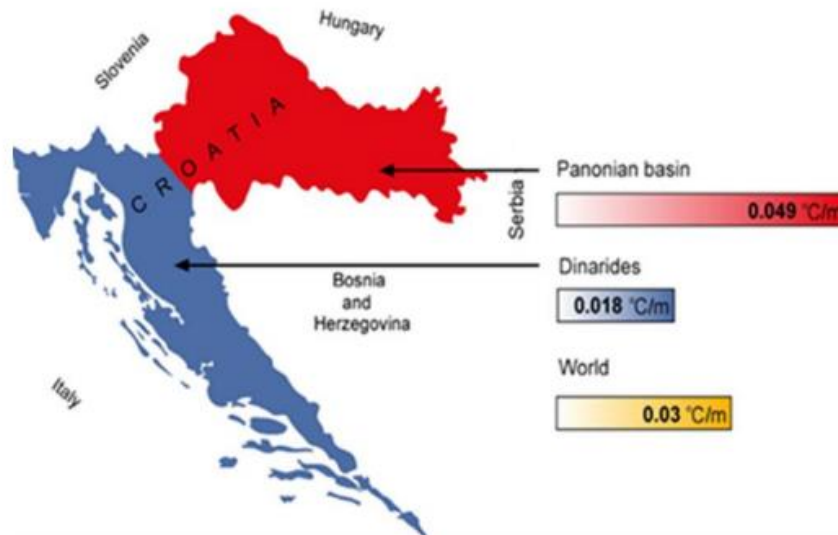 Hungary
Slovenia
CROATIA
Serbia
Panonian basin
0.049 °C/m
Dinarides
0.018 °C/m
Bosnia
and
Herzegovina
World
0.03 °C/m
Italy